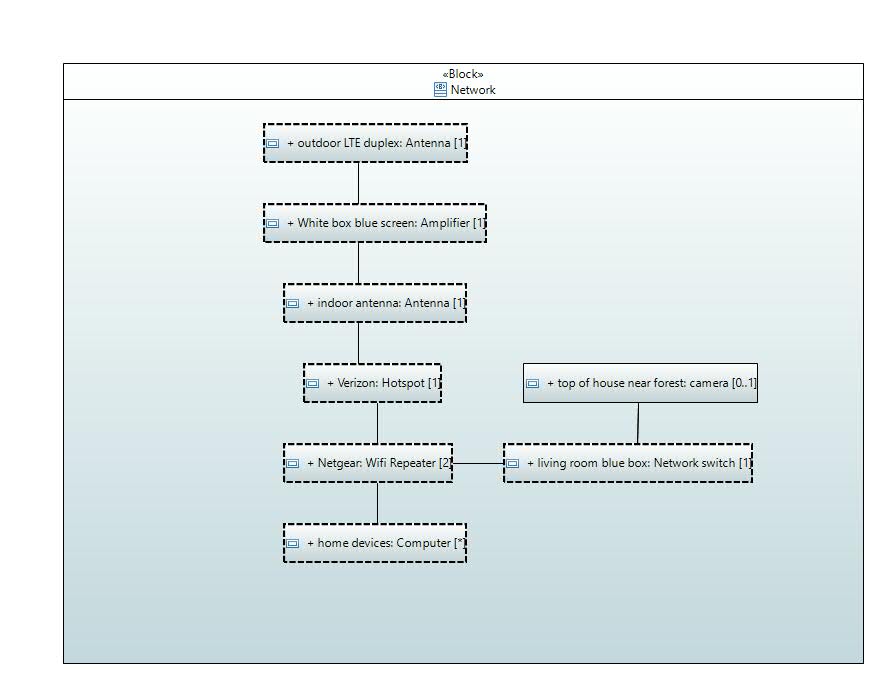 «Block»
Network
+ outdoor LTE duplex: Antenna [1]
+ White box blue screen: Amplifier [1]
+ indoor antenna: Antenna [1]
+ Verizon: Hotspot [1]
+ top of house near forest: camera [0..1]
+ Netgear: Wifi Repeater [2]
+ living room blue box: Network switch [1]
+ home devices: Computer [*]